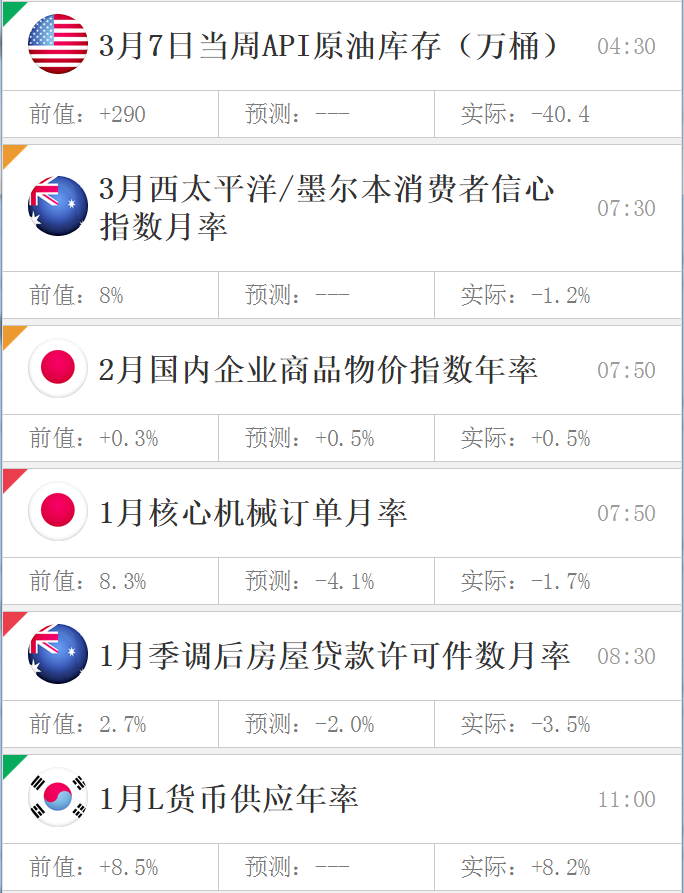 3月7日当周API原油库存（万桶） 04:30
前值：+290 预测：--- 实际：-40.4
3月西太平洋/墨尔本消费者信心
指数月率 07:30
前值：8% 预测：--- 实际：-1.2%
2月国内企业商品物价指数年率 07:50
前值：+0.3% 预测：+0.5% 实际：+0.5%
1月核心机械订单月率 07:50
前值：8.3% 预测：-4.1% 实际：-1.7%
1月季调后房屋贷款许可件数月率 08:30
前值：2.7% 预测：-2.0% 实际：-3.5%
1月L货币供应年率 11:00
前值：+8.5% 预测：--- 实际：+8.2%